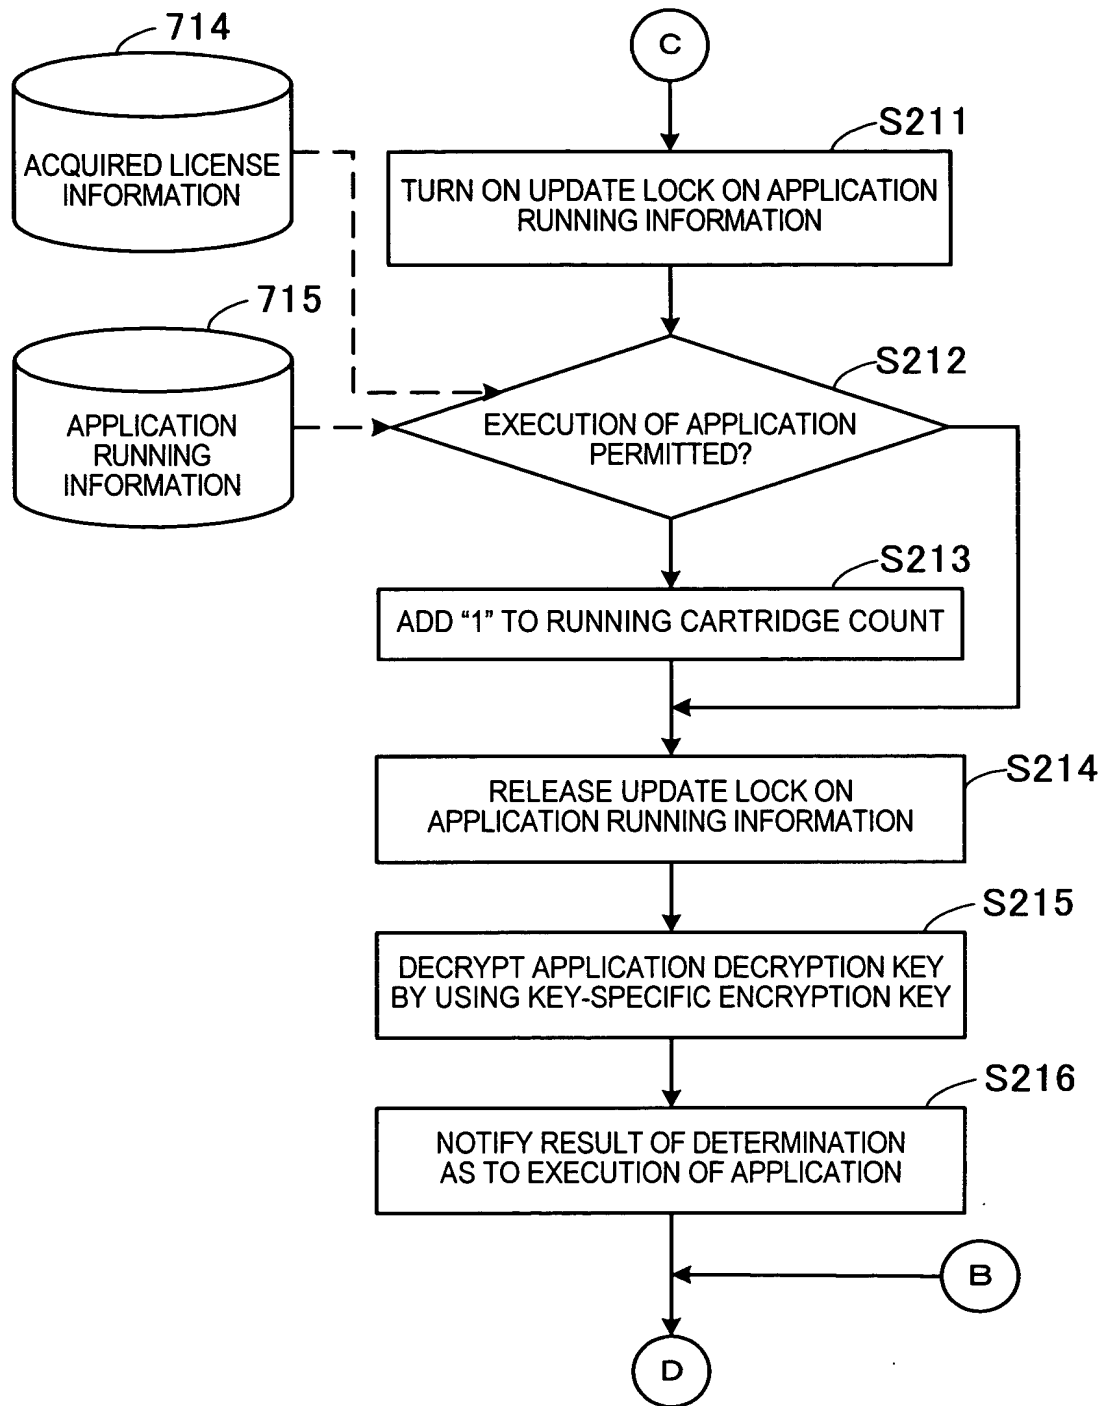 714
C
ACQUIRED LICENSE
INFORMATION
S211
TURN ON UPDATE LOCK ON APPLICATION
RUNNING INFORMATION
715
APPLICATION
RUNNING
INFORMATION
S212
EXECUTION OF APPLICATION
PERMITTED?
S213
ADD “1” TO RUNNING CARTRIDGE COUNT
S214
RELEASE UPDATE LOCK ON
APPLICATION RUNNING INFORMATION
S215
DECRYPT APPLICATION DECRYPTION KEY
BY USING KEY-SPECIFIC ENCRYPTION KEY
S216
NOTIFY RESULT OF DETERMINATION
AS TO EXECUTION OF APPLICATION
B
D